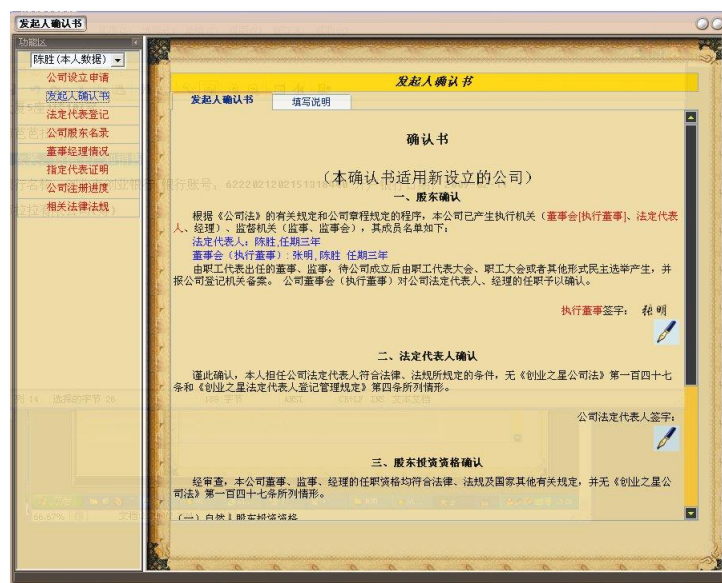 发起人确认书
功能区
陈胜(本人数据)
公司设立申请
发起人确认书
法定代表登记
公司股东名录
董事经理情况
指定代表证明
公司注册进度
相关法律法规
发起人确认书
发起人确认书 填写说明
确认书
(本确认书适用新设立的公司)
一、股东确认
根据《公司法》的有关规定和公司章程规定的程序，本公司已产生执行机关（董事会[执行董事]、法定代表
人、经理）、监督机关（监事、监事会），其成员名单如下：
法定代表人：陈胜,任期三年
董事会（执行董事）：张明,陈胜 任期三年
由职工代表出任的董事、监事，待公司成立后由职工代表大会、职工大会或者其他形式民主选举产生，并
报公司登记机关备案。 公司董事会（执行董事）对公司法定代表人、经理的任职予以确认。
执行董事签字： 张明
二、法定代表人确认
谨此确认，本人担任公司法定代表人符合法律、法规所规定的条件，无《创业之星公司法》第一百四十七
条和《创业之星法定代表人登记管理规定》第四条所列情形。
公司法定代表人签字：
三、股东投资资格确认
经审查，本公司董事、监事、经理的任职资格均符合法律、法规及国家其他有关规定，并无《创业之星公
司法》第一百四十七条所列情形。
(一)自然人股东投资资格